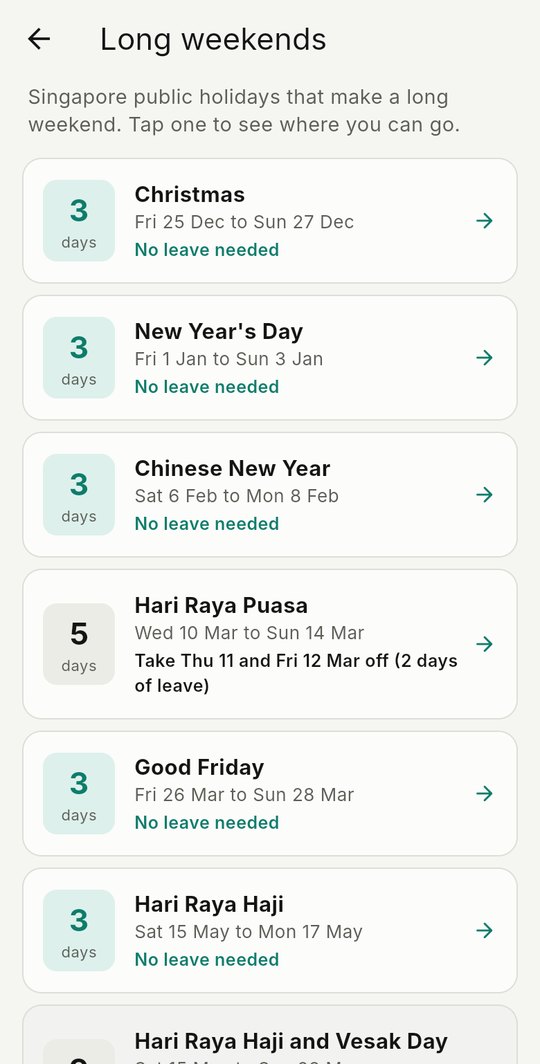 Long weekends
Singapore public holidays that make a long
weekend. Tap one to see where you can go.
3
days
Christmas
Fri 25 Dec to Sun 27 Dec
No leave needed
3
days
New Year's Day
Fri 1 Jan to Sun 3 Jan
No leave needed
3
days
Chinese New Year
Sat 6 Feb to Mon 8 Feb
No leave needed
5
days
Hari Raya Puasa
Wed 10 Mar to Sun 14 Mar
Take Thu 11 and Fri 12 Mar off (2 days
of leave)
3
days
Good Friday
Fri 26 Mar to Sun 28 Mar
No leave needed
3
days
Hari Raya Haji
Sat 15 May to Mon 17 May
No leave needed
Hari Raya Haji and Vesak Day